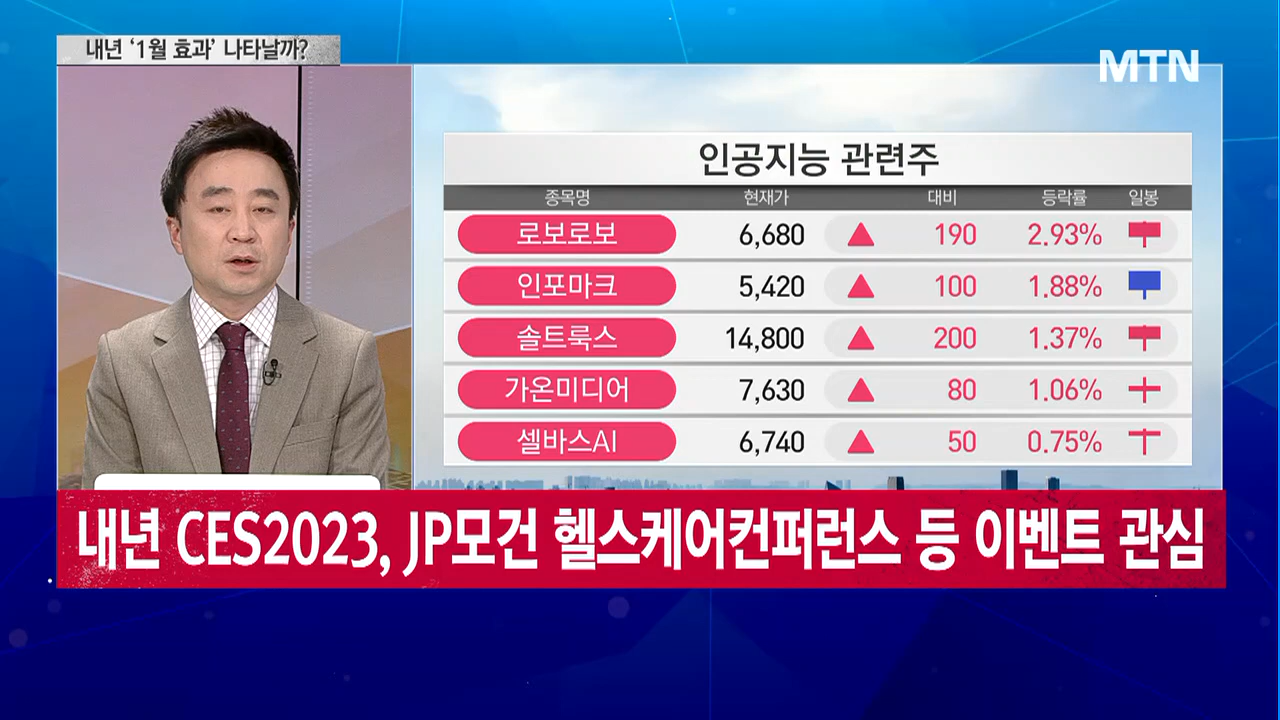 내년 ‘1월 효과’ 나타날까?
MTN
인공지능 관련주
종목명 현재가 대비 등락률 일봉
로보로보 6,680 ▲ 190 2.93%
인포마크 5,420 ▲ 100 1.88%
솔트룩스 14,800 ▲ 200 1.37%
가온미디어 7,630 ▲ 80 1.06%
셀바스AI 6,740 ▲ 50 0.75%
내년 CES2023, JP모건 헬스케어컨퍼런스 등 이벤트 관심